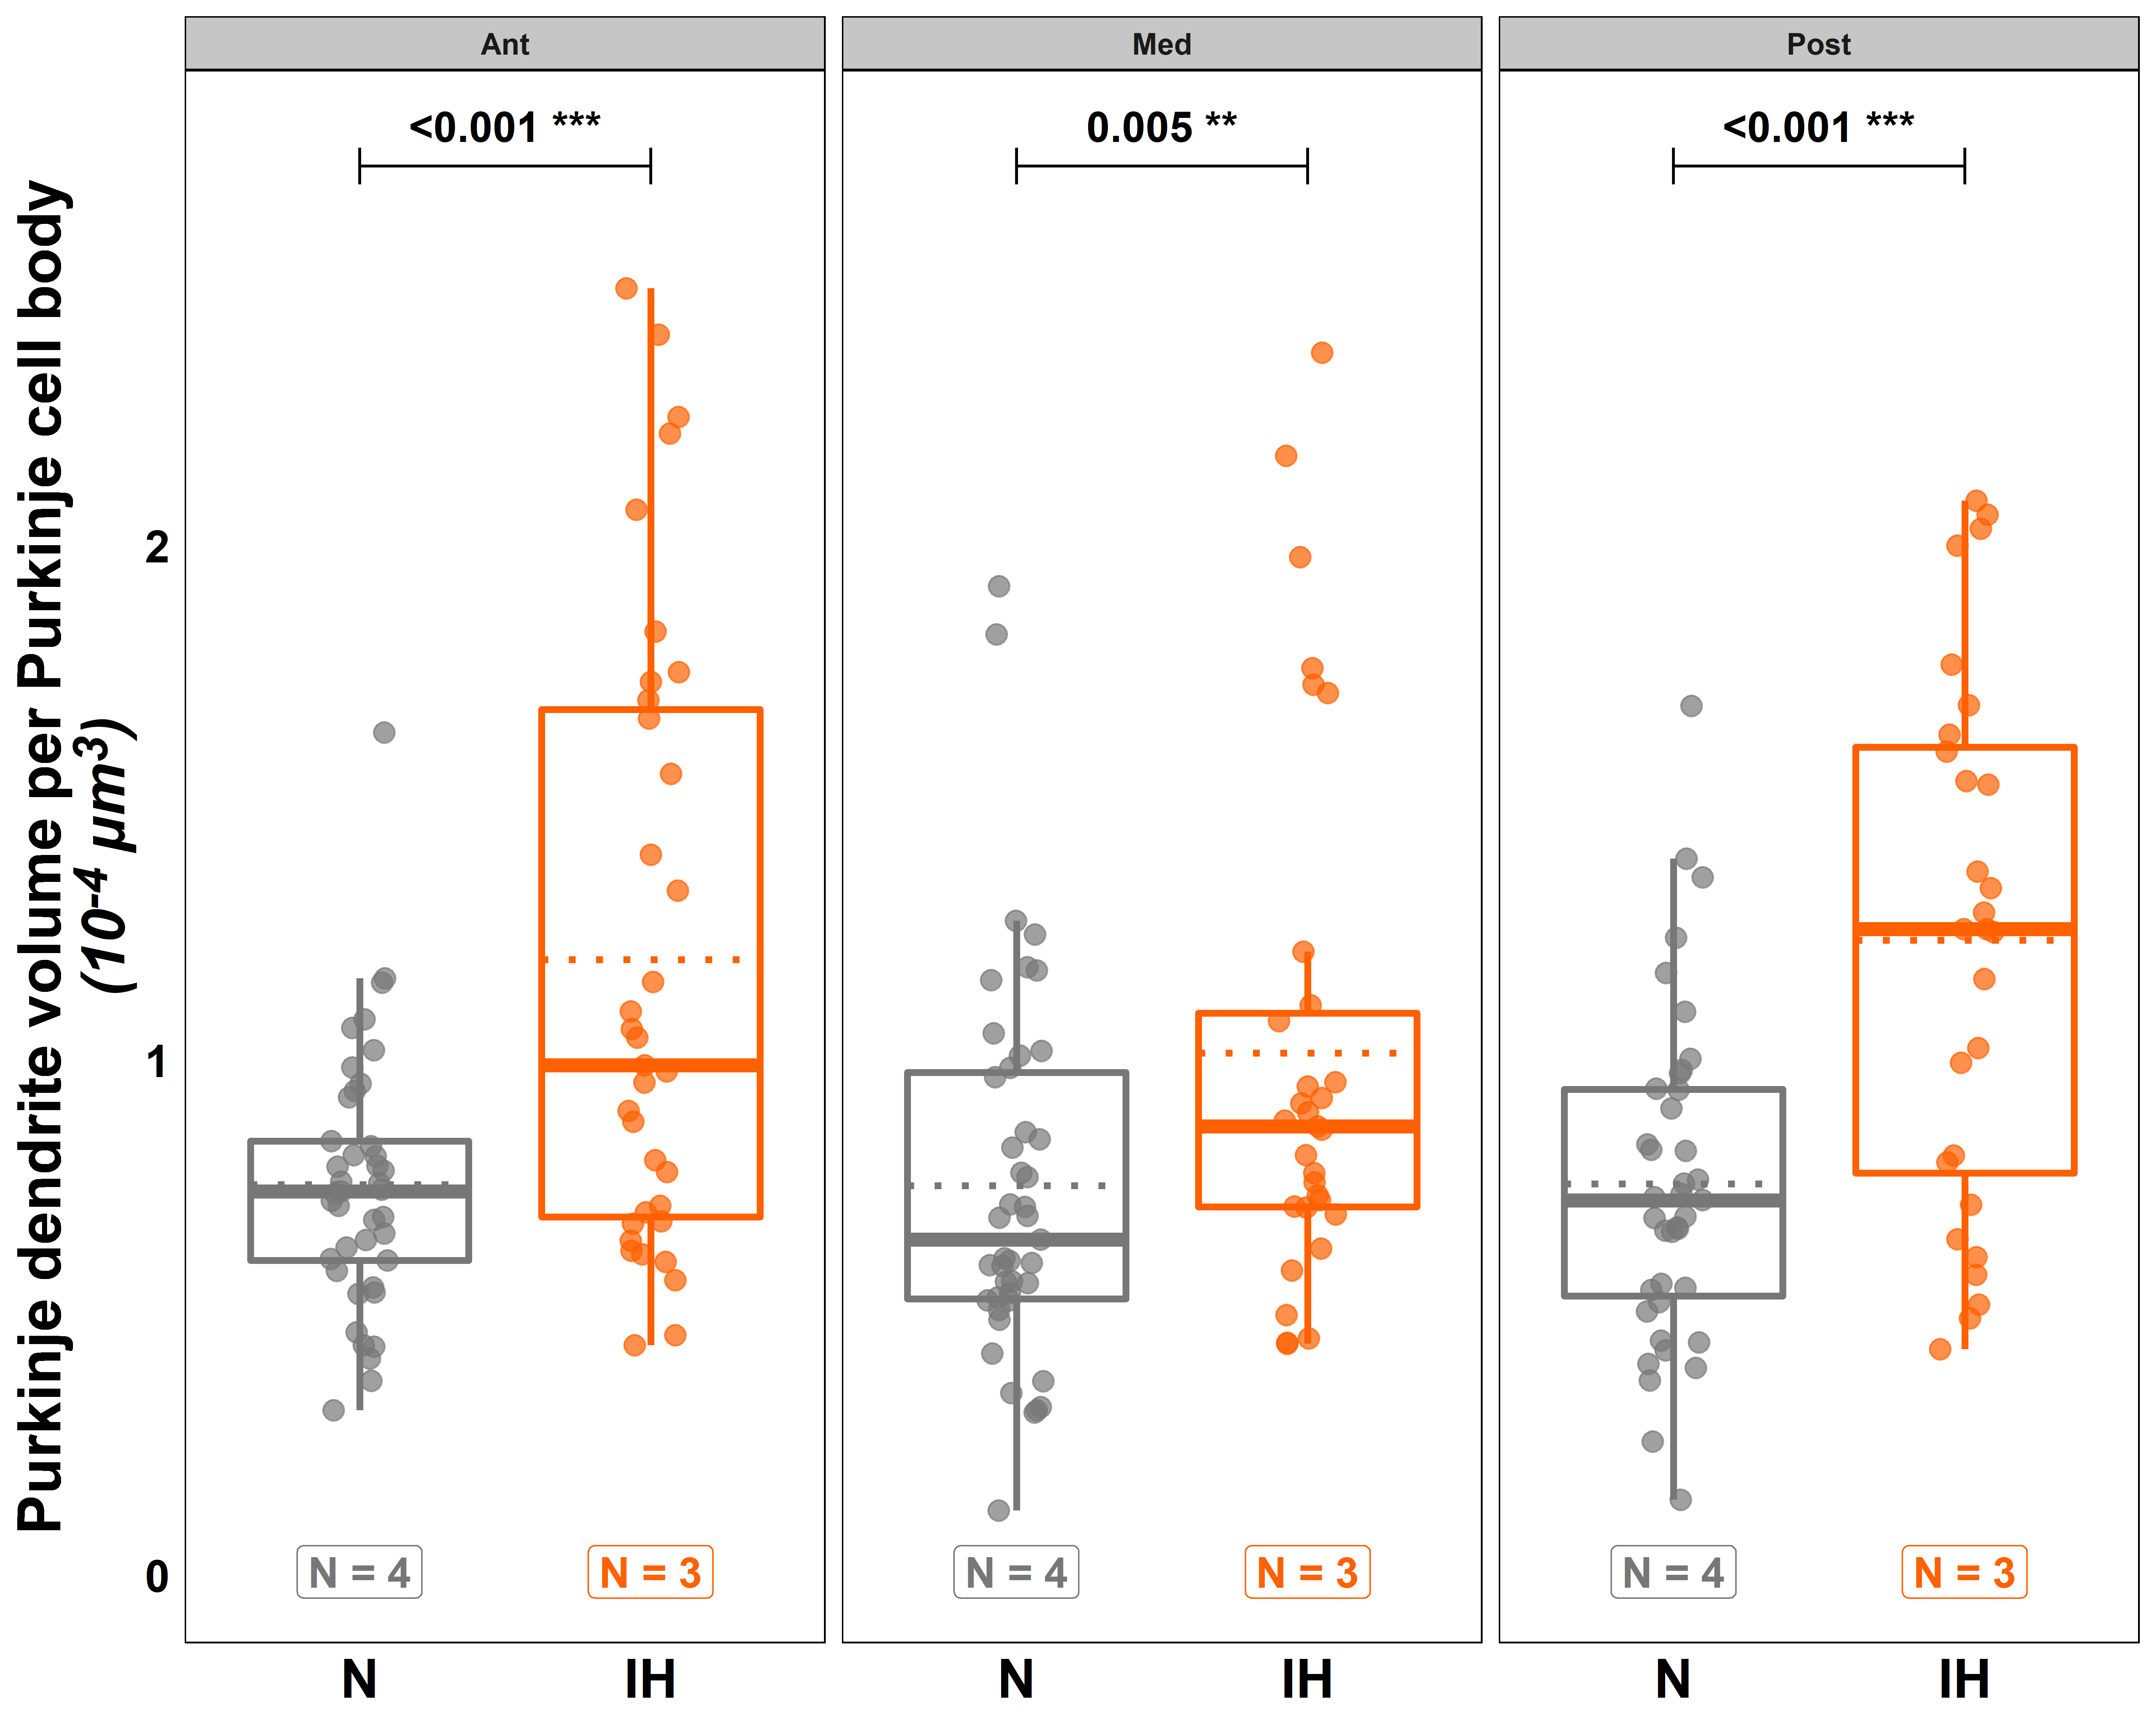 Ant
Med
Post
<0.001 ***
0.005 **
<0.001 ***
Purkinje dendrite volume per Purkinje cell body
(10⁻⁴ µm³)
2
1
0
N = 4
N = 3
N = 4
N = 3
N = 4
N = 3
N
IH
N
IH
N
IH